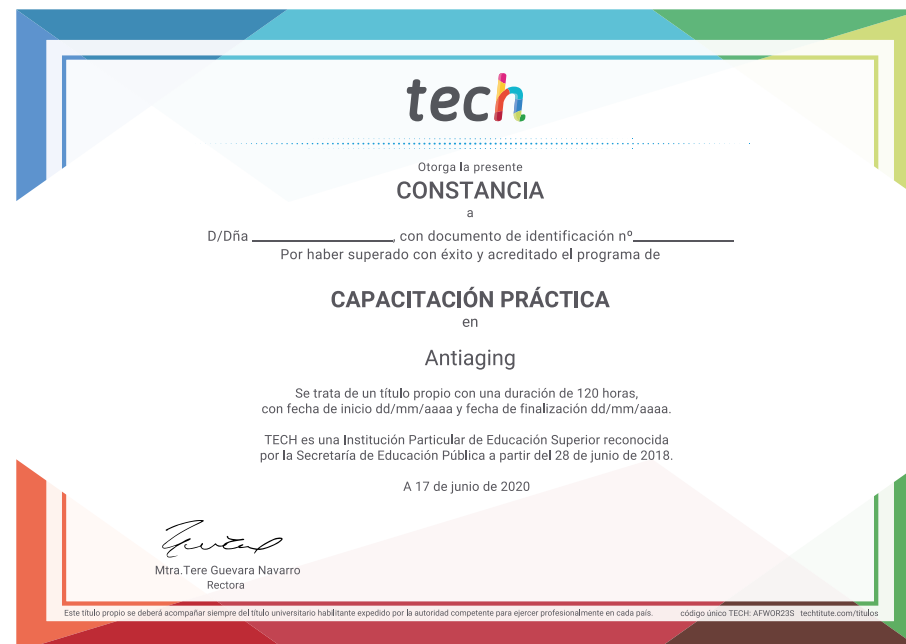 tech
Otorga la presente
CONSTANCIA
a
D/Dña ____________________, con documento de identificación nº______________
Por haber superado con éxito y acreditado el programa de
CAPACITACIÓN PRÁCTICA
en
Antiaging
Se trata de un título propio con una duración de 120 horas,
con fecha de inicio dd/mm/aaaa y fecha de finalización dd/mm/aaaa.
TECH es una Institución Particular de Educación Superior reconocida
por la Secretaría de Educación Pública a partir del 28 de junio de 2018.
A 17 de junio de 2020
Mtra.Tere Guevara Navarro
Rectora
Este título propio se deberá acompañar siempre del título universitario habilitante expedido por la autoridad competente para ejercer profesionalmente en cada país. código único TECH: AFWOR23S techtitute.com/títulos